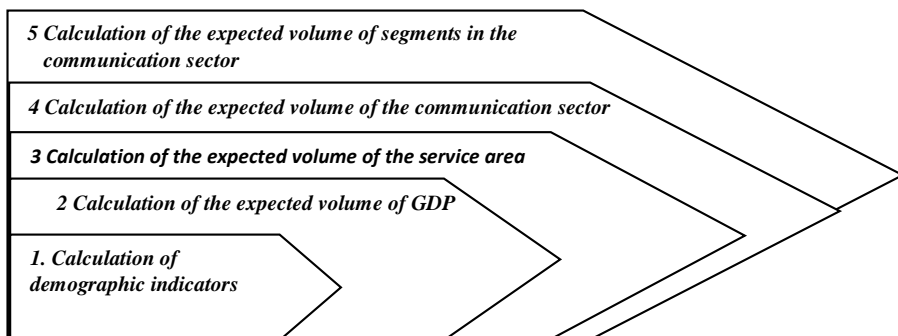 5 Calculation of the expected volume of segments in the
communication sector
4 Calculation of the expected volume of the communication sector
3 Calculation of the expected volume of the service area
2 Calculation of the expected volume of GDP
1. Calculation of
demographic indicators